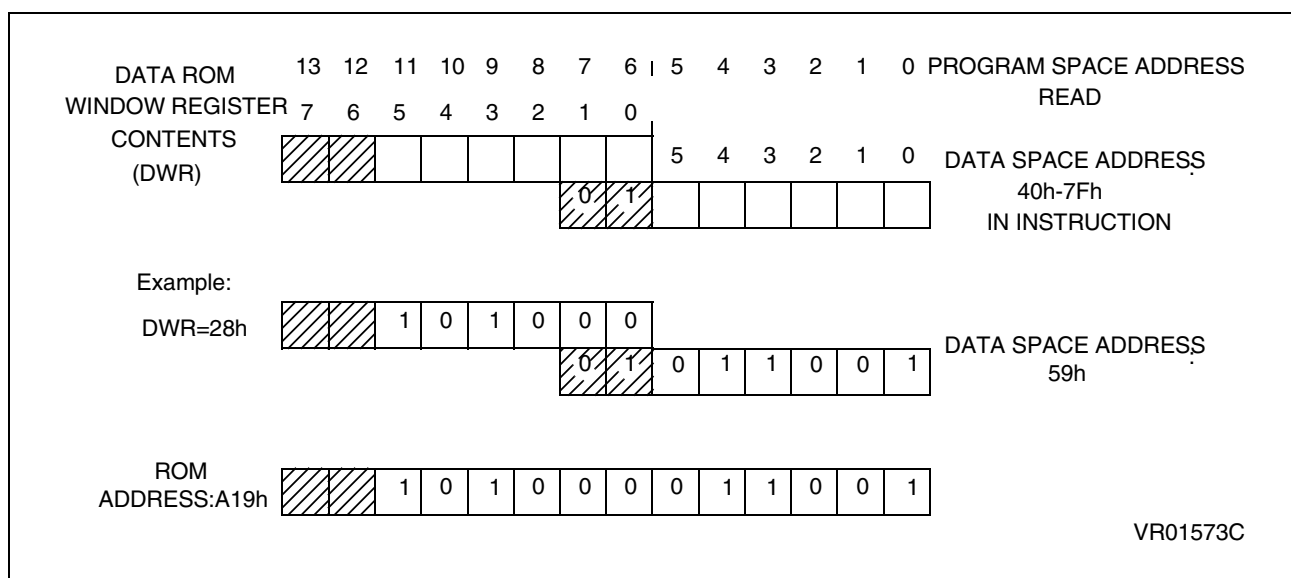 DATA ROM
WINDOW REGISTER
CONTENTS
(DWR)
13 12 11 10 9 8 7 6 5 4 3 2 1 0 PROGRAM SPACE ADDRESS
READ
7 6 5 4 3 2 1 0
5 4 3 2 1 0 DATA SPACE ADDRESS
:
40h-7Fh
IN INSTRUCTION
0 1
Example:
DWR=28h
1 0 1 0 0 0
0 1 0 1 1 0 0 1
DATA SPACE ADDRESS
:
59h
ROM
ADDRESS:A19h
1 0 1 0 0 0 0 1 1 0 0 1
VR01573C